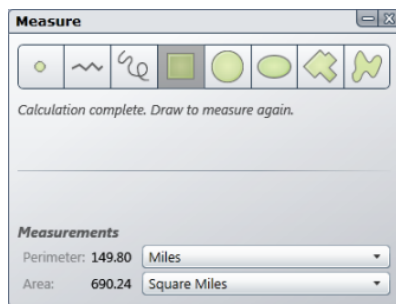 Measure
Calculation complete. Draw to measure again.
Measurements
Perimeter: 149.80 Miles
Area: 690.24 Square Miles